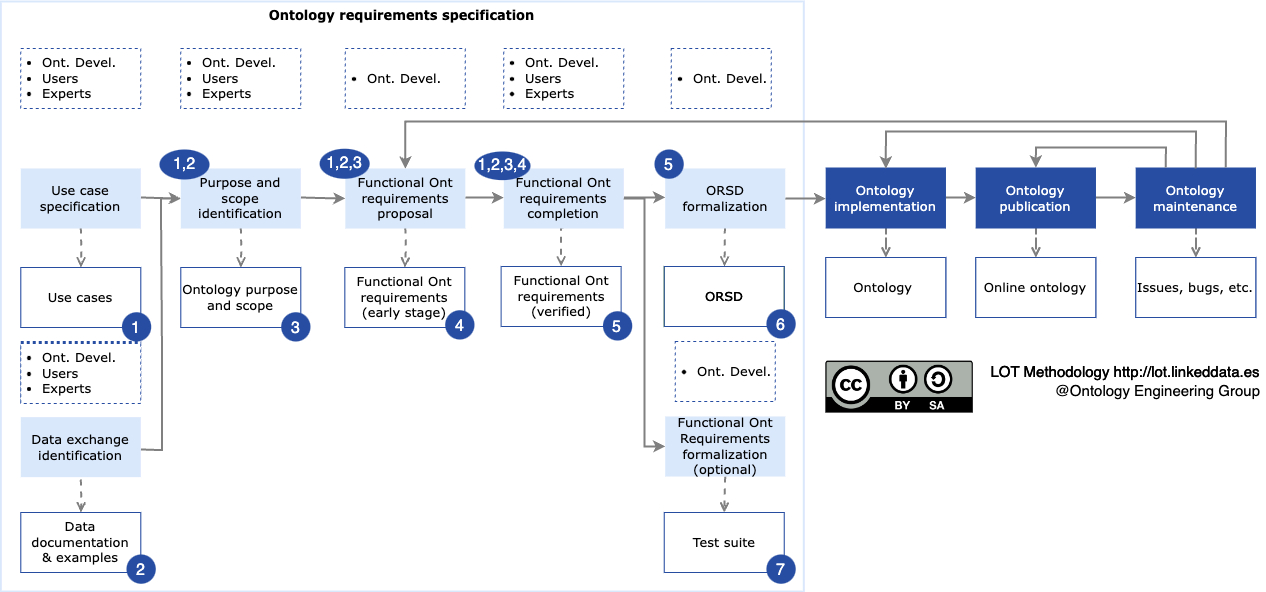 Ontology requirements specification
• Ont. Devel.
• Users
• Experts
• Ont. Devel.
• Users
• Experts
• Ont. Devel.
• Ont. Devel.
• Users
• Experts
• Ont. Devel.
Use case
specification
1,2
Purpose and
scope
identification
1,2,3
Functional Ont
requirements
proposal
1,2,3,4
Functional Ont
requirements
completion
5
ORSD
formalization
Ontology
implementation
Ontology
publication
Ontology
maintenance
Use cases
1
Ontology purpose
and scope
3
Functional Ont
requirements
(early stage)
4
Functional Ont
requirements
(verified)
5
ORSD
6
Ontology
Online ontology
Issues, bugs, etc.
• Ont. Devel.
• Users
• Experts
• Ont. Devel.
Data exchange
identification
Functional Ont
Requirements
formalization
(optional)
Data
documentation
& examples
2
Test suite
7
cc
BY SA
LOT Methodology http://lot.linkeddata.es
@Ontology Engineering Group